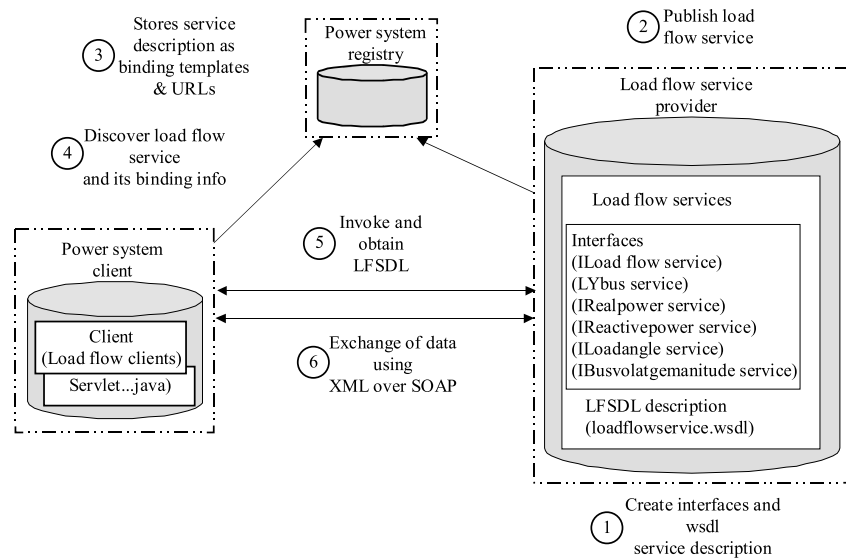 3
Stores service
description as
binding templates
& URLs
Power system
registry
2
Publish load
flow service
4
Discover load flow
service
and its binding info
Load flow service
provider
Load flow services
Interfaces
(ILoad flow service)
(LYbus service)
(IRealpower service)
(IReactivepower service)
(ILoadangle service)
(IBusvolatgemanitude service)
LFSDL description
(loadflowservice.wsdl)
5
Invoke and
obtain
LFSDL
Power system
client
Client
(Load flow clients)
Servlet...java)
6
Exchange of data
using
XML over SOAP
1
Create interfaces and
wsdl
service description